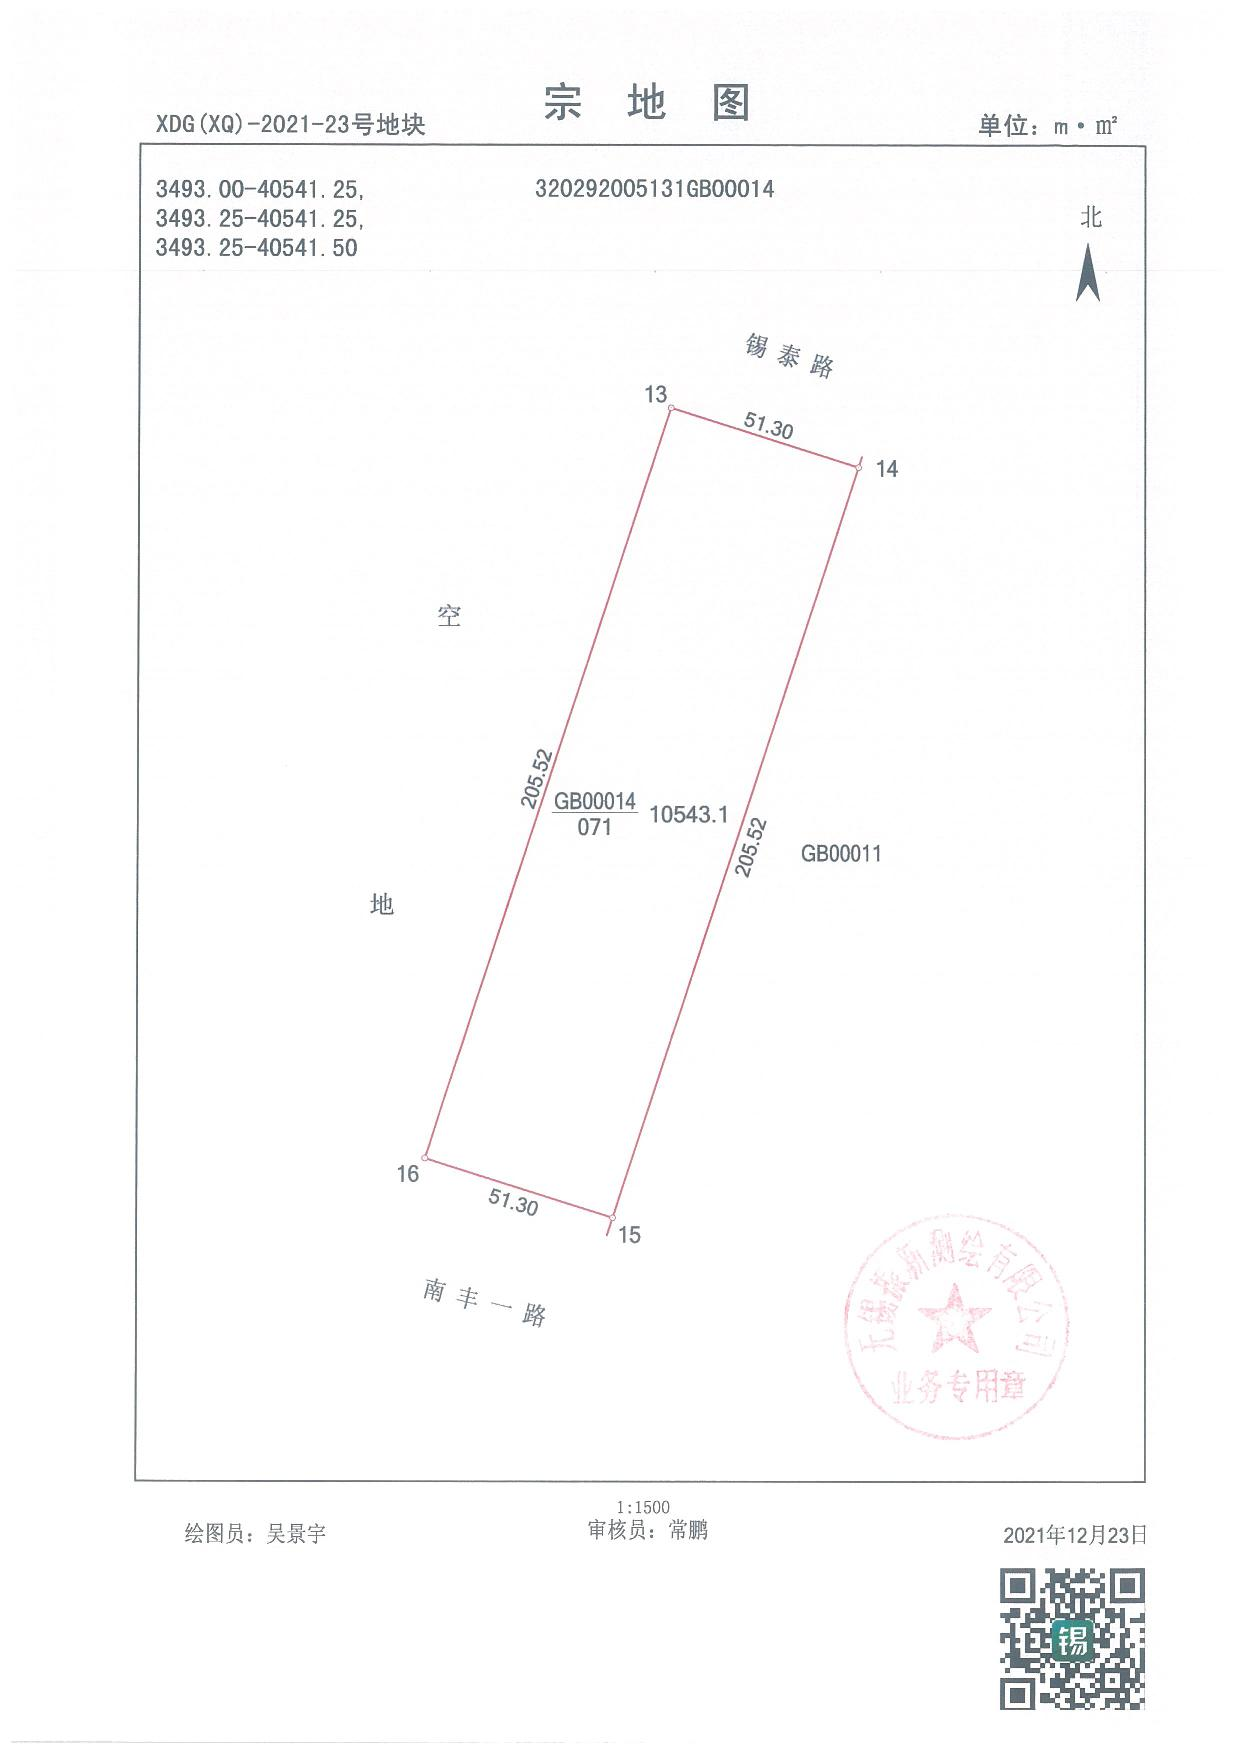 宗地图
XDG(XQ)-2021-23号地块
单位：m·㎡
3493.00-40541.25,
3493.25-40541.25,
3493.25-40541.50
320292005131GB00014
北
锡泰路
13
51.30
14
空
205.52
GB00014
071
10543.1
205.52
GB00011
地
16
51.30
15
南丰一路
业务专用章
1:1500
绘图员：吴景宇
审核员：常鹏
2021年12月23日
锡